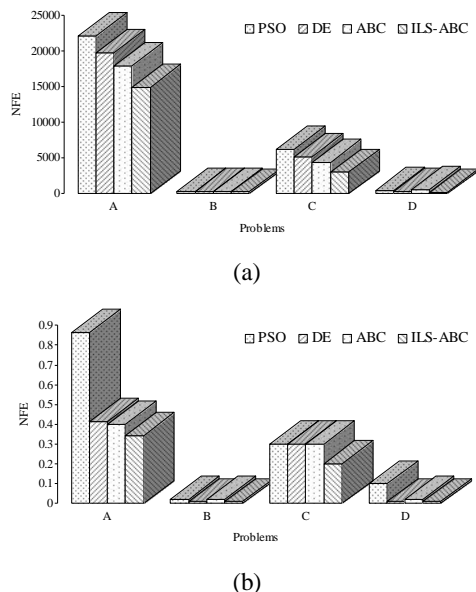 25000
20000
15000
10000
5000
0
NFE
PSO DE ABC ILS-ABC
A B C D
Problems
(a)
0.9
0.8
0.7
0.6
0.5
0.4
0.3
0.2
0.1
0
NFE
PSO DE ABC ILS-ABC
A B C D
Problems
(b)